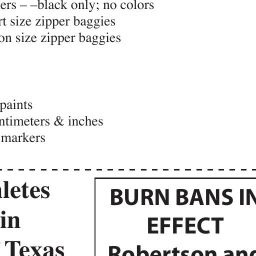 ers – –black only; no colors
rt size zipper baggies
on size zipper baggies
paints
ntimeters & inches
markers
letes
in
Texas
BURN BANS IN
EFFECT
Robertson and